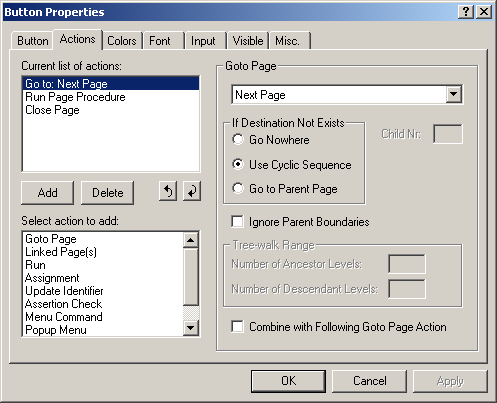 Button Properties
Button Actions Colors Font Input Visible Misc.
Current list of actions:
Go to: Next Page
Run Page Procedure
Close Page
Add Delete
Select action to add:
Goto Page
Linked Page(s)
Run
Assignment
Update Identifier
Assertion Check
Menu Command
Popup Menu
Goto Page
Next Page
If Destination Not Exists
Go Nowhere
Use Cyclic Sequence
Go to Parent Page
Child Nr:
Ignore Parent Boundaries
Tree-walk Range
Number of Ancestor Levels:
Number of Descendant Levels:
Combine with Following Goto Page Action
OK Cancel Apply